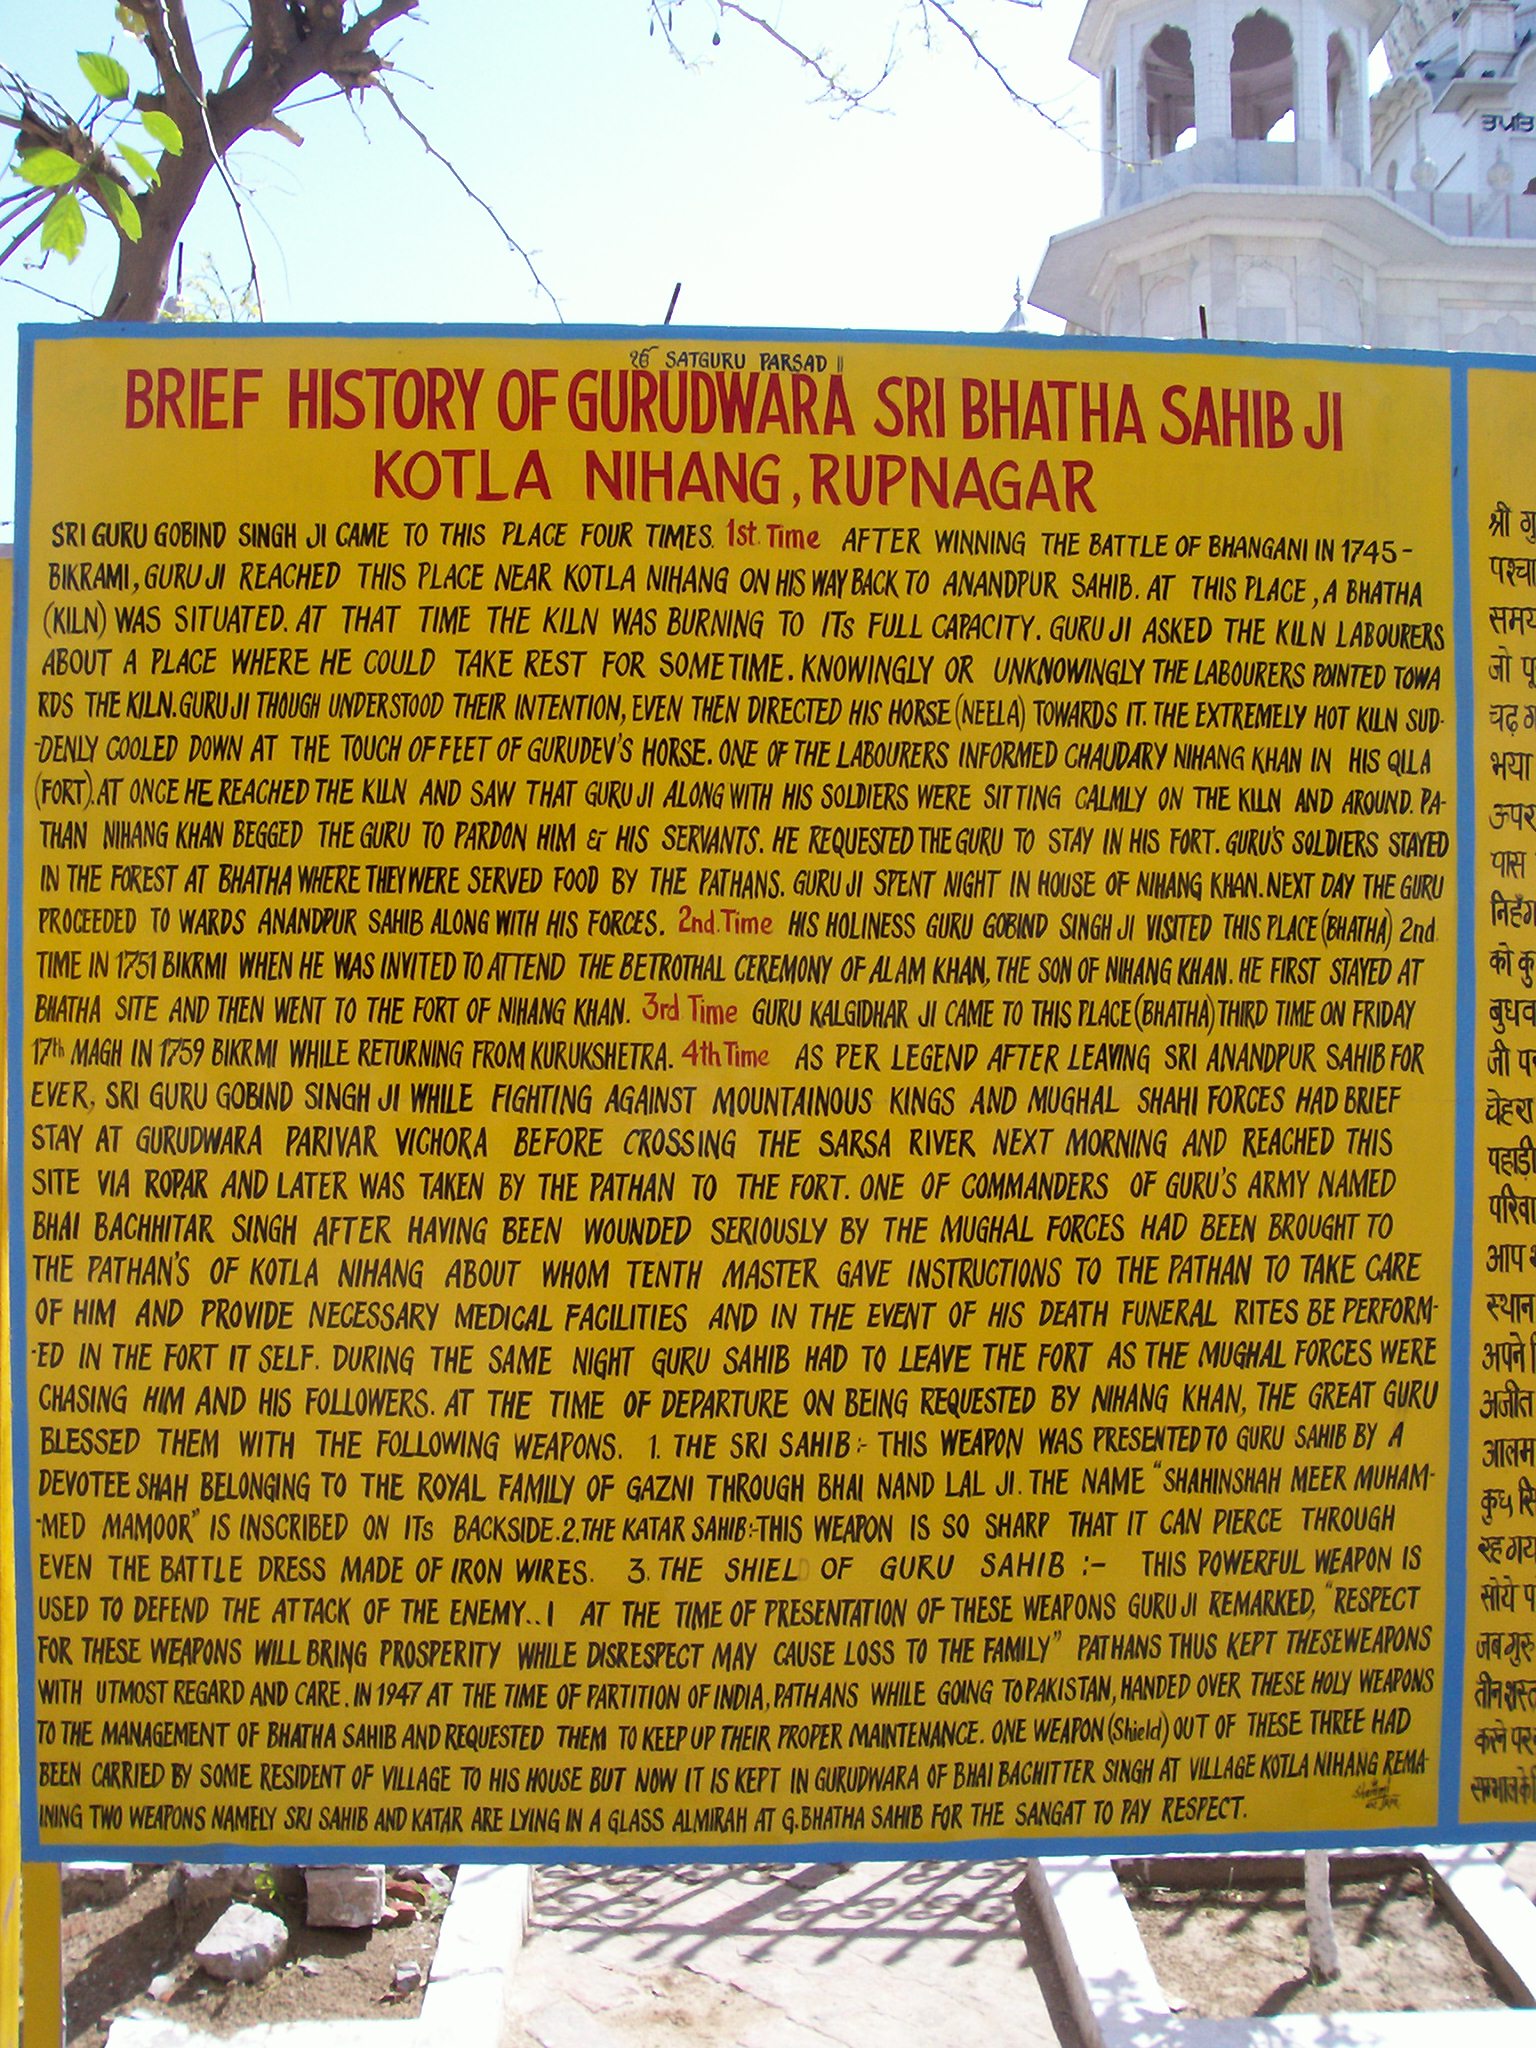 ੴ SATGURU PARSAD ॥
BRIEF HISTORY OF GURUDWARA SRI BHATHA SAHIB JI
KOTLA NIHANG, RUPNAGAR
SRI GURU GOBIND SINGH JI CAME TO THIS PLACE FOUR TIMES. 1st. Time AFTER WINNING THE BATTLE OF BHANGANI IN 1745-
BIKRAMI, GURU JI REACHED THIS PLACE NEAR KOTLA NIHANG ON HIS WAY BACK TO ANANDPUR SAHIB. AT THIS PLACE, A BHATHA
(KILN) WAS SITUATED. AT THAT TIME THE KILN WAS BURNING TO ITs FULL CAPACITY. GURU JI ASKED THE KILN LABOURERS
ABOUT A PLACE WHERE HE COULD TAKE REST FOR SOMETIME. KNOWINGLY OR UNKNOWINGLY THE LABOURERS POINTED TOWA
RDS THE KILN. GURU JI THOUGH UNDERSTOOD THEIR INTENTION, EVEN THEN DIRECTED HIS HORSE (NEELA) TOWARDS IT. THE EXTREMELY HOT KILN SUD-
-DENLY COOLED DOWN AT THE TOUCH OF FEET OF GURUDEV'S HORSE. ONE OF THE LABOURERS INFORMED CHAUDARY NIHANG KHAN IN HIS QILA
(FORT). AT ONCE HE REACHED THE KILN AND SAW THAT GURU JI ALONG WITH HIS SOLDIERS WERE SITTING CALMLY ON THE KILN AND AROUND. PA-
THAN NIHANG KHAN BEGGED THE GURU TO PARDON HIM & HIS SERVANTS. HE REQUESTED THE GURU TO STAY IN HIS FORT. GURU'S SOLDIERS STAYED
IN THE FOREST AT BHATHA WHERE THEY WERE SERVED FOOD BY THE PATHANS. GURU JI SPENT NIGHT IN HOUSE OF NIHANG KHAN. NEXT DAY THE GURU
PROCEEDED TO WARDS ANANDPUR SAHIB ALONG WITH HIS FORCES. 2nd. Time HIS HOLINESS GURU GOBIND SINGH JI VISITED THIS PLACE (BHATHA) 2nd.
TIME IN 1751 BIKRMI WHEN HE WAS INVITED TO ATTEND THE BETROTHAL CEREMONY OF ALAM KHAN, THE SON OF NIHANG KHAN. HE FIRST STAYED AT
BHATHA SITE AND THEN WENT TO THE FORT OF NIHANG KHAN. 3rd Time GURU KALGIDHAR JI CAME TO THIS PLACE (BHATHA) THIRD TIME ON FRIDAY
17th MAGH IN 1759 BIKRMI WHILE RETURNING FROM KURUKSHETRA. 4th Time AS PER LEGEND AFTER LEAVING SRI ANANDPUR SAHIB FOR
EVER, SRI GURU GOBIND SINGH JI WHILE FIGHTING AGAINST MOUNTAINOUS KINGS AND MUGHAL SHAHI FORCES HAD BRIEF
STAY AT GURUDWARA PARIVAR VICHORA BEFORE CROSSING THE SARSA RIVER NEXT MORNING AND REACHED THIS
SITE VIA ROPAR AND LATER WAS TAKEN BY THE PATHAN TO THE FORT. ONE OF COMMANDERS OF GURU'S ARMY NAMED
BHAI BACHHITAR SINGH AFTER HAVING BEEN WOUNDED SERIOUSLY BY THE MUGHAL FORCES HAD BEEN BROUGHT TO
THE PATHAN'S OF KOTLA NIHANG ABOUT WHOM TENTH MASTER GAVE INSTRUCTIONS TO THE PATHAN TO TAKE CARE
OF HIM AND PROVIDE NECESSARY MEDICAL FACILITIES AND IN THE EVENT OF HIS DEATH FUNERAL RITES BE PERFORM-
-ED IN THE FORT IT SELF. DURING THE SAME NIGHT GURU SAHIB HAD TO LEAVE THE FORT AS THE MUGHAL FORCES WERE
CHASING HIM AND HIS FOLLOWERS. AT THE TIME OF DEPARTURE ON BEING REQUESTED BY NIHANG KHAN, THE GREAT GURU
BLESSED THEM WITH THE FOLLOWING WEAPONS. 1. THE SRI SAHIB:- THIS WEAPON WAS PRESENTED TO GURU SAHIB BY A
DEVOTEE SHAH BELONGING TO THE ROYAL FAMILY OF GAZNI THROUGH BHAI NAND LAL JI. THE NAME "SHAHINSHAH MEER MUHAM-
-MED MAMOOR" IS INSCRIBED ON ITs BACKSIDE. 2. THE KATAR SAHIB:- THIS WEAPON IS SO SHARP THAT IT CAN PIERCE THROUGH
EVEN THE BATTLE DRESS MADE OF IRON WIRES. 3. THE SHIELD OF GURU SAHIB :- THIS POWERFUL WEAPON IS
USED TO DEFEND THE ATTACK OF THE ENEMY..I AT THE TIME OF PRESENTATION OF THESE WEAPONS GURU JI REMARKED, "RESPECT
FOR THESE WEAPONS WILL BRING PROSPERITY WHILE DISRESPECT MAY CAUSE LOSS TO THE FAMILY" PATHANS THUS KEPT THESE WEAPONS
WITH UTMOST REGARD AND CARE. IN 1947 AT THE TIME OF PARTITION OF INDIA, PATHANS WHILE GOING TO PAKISTAN, HANDED OVER THESE HOLY WEAPONS
TO THE MANAGEMENT OF BHATHA SAHIB AND REQUESTED THEM TO KEEP UP THEIR PROPER MAINTENANCE. ONE WEAPON (Shield) OUT OF THESE THREE HAD
BEEN CARRIED BY SOME RESIDENT OF VILLAGE TO HIS HOUSE BUT NOW IT IS KEPT IN GURUDWARA OF BHAI BACHITTER SINGH AT VILLAGE KOTLA NIHANG REMA-
INING TWO WEAPONS NAMELY SRI SAHIB AND KATAR ARE LYING IN A GLASS ALMIRAH AT G. BHATHA SAHIB FOR THE SANGAT TO PAY RESPECT.
श्री
समय
जो
चढ़
भया
पास
को
जी
चेहरा
आप
स्थान
अपने
अजीत
रह गया
सोये
जब गुरु